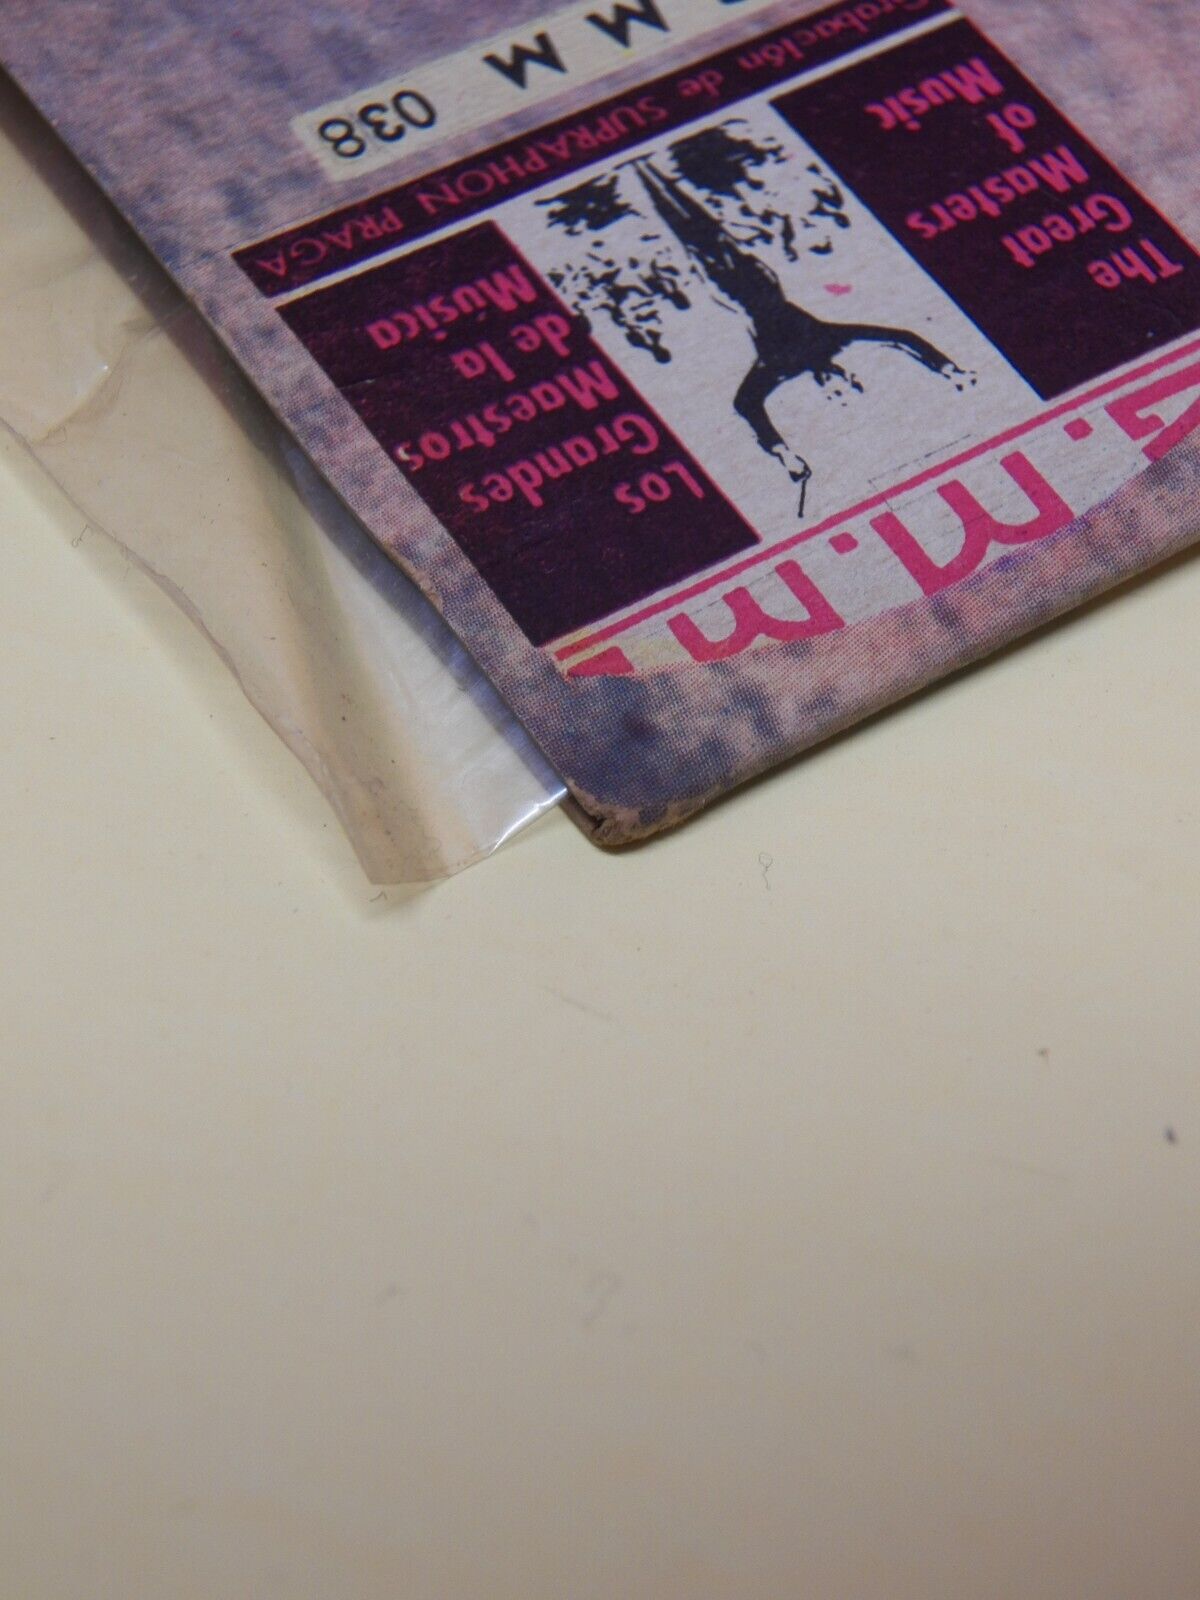 G.M.M.
The
Great
Masters
of
Music
Los
Grandes
Maestros
de la
Música
Grabación de SUPRAPHON PRAGA
M M 038